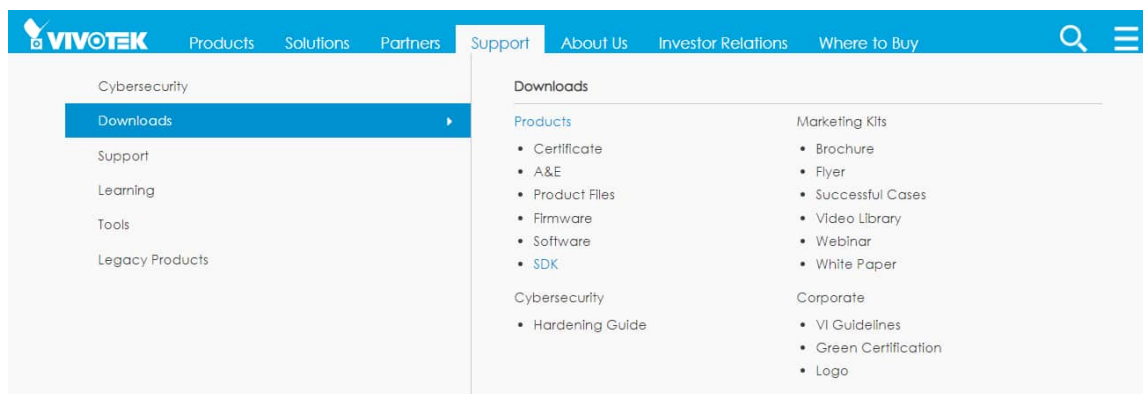 VIVOTEK Products Solutions Partners Support About Us Investor Relations Where to Buy
Cybersecurity
Downloads
Support
Learning
Tools
Legacy Products
Downloads
Products
• Certificate
• A&E
• Product Files
• Firmware
• Software
• SDK
Cybersecurity
• Hardening Guide
Marketing Kits
• Brochure
• Flyer
• Successful Cases
• Video Library
• Webinar
• White Paper
Corporate
• VI Guidelines
• Green Certification
• Logo